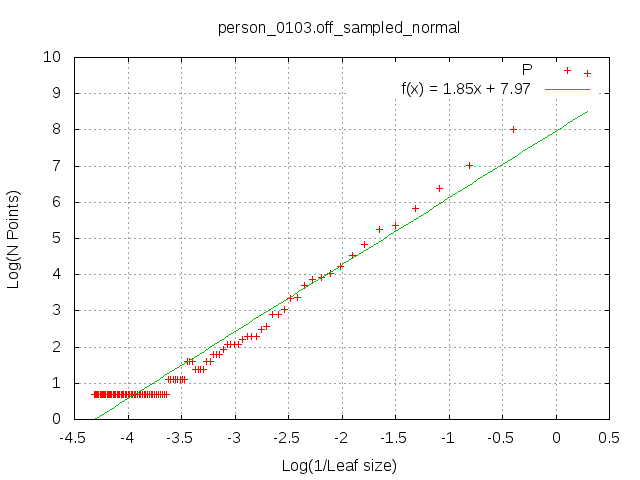 person_0103.off_sampled_normal
10
9
8
7
6
5
4
3
2
1
0
Log(N Points)
P
f(x) = 1.85x + 7.97
-4.5 -4 -3.5 -3 -2.5 -2 -1.5 -1 -0.5 0 0.5
Log(1/Leaf size)